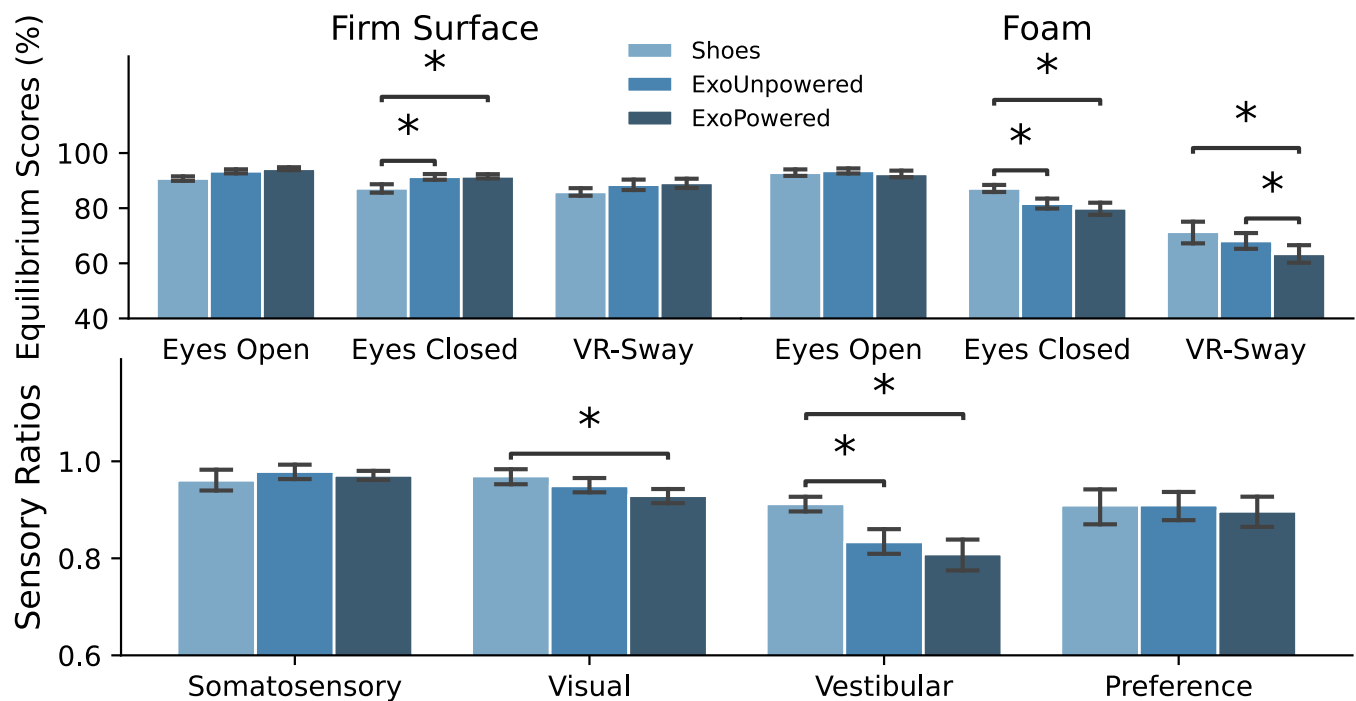 Firm Surface
Foam
Shoes
ExoUnpowered
ExoPowered
Equilibrium Scores (%)
100
80
60
40
* * * * * *
Eyes Open Eyes Closed VR-Sway Eyes Open Eyes Closed VR-Sway
Sensory Ratios
1.0
0.8
0.6
* * *
Somatosensory Visual Vestibular Preference